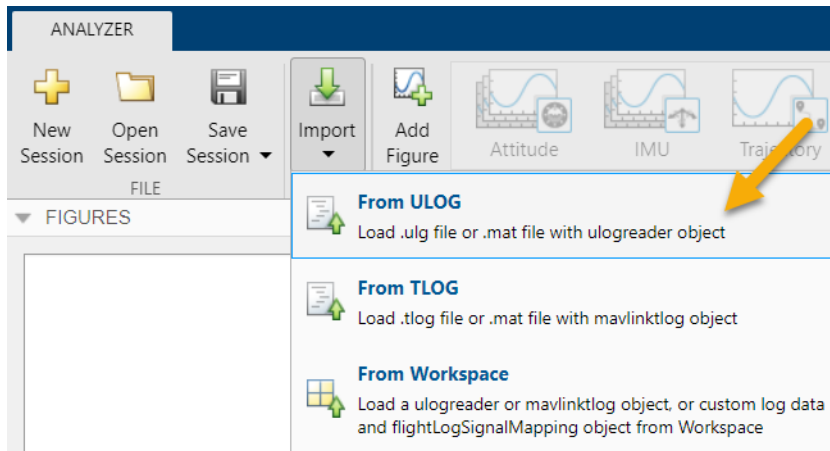 ANALYZER
New Session
Open Session
Save Session
Import
Add Figure
Attitude
IMU
Trajectory
FILE
FIGURES
From ULOG
Load .ulg file or .mat file with ulogreader object
From TLOG
Load .tlog file or .mat file with mavlinktlog object
From Workspace
Load a ulogreader or mavlinktlog object, or custom log data
and flightLogSignalMapping object from Workspace